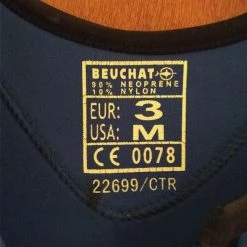 BEUCHAT
90% NEOPRENE
10% NYLON
EUR: 3
USA: M
CE 0078
22699/CTR